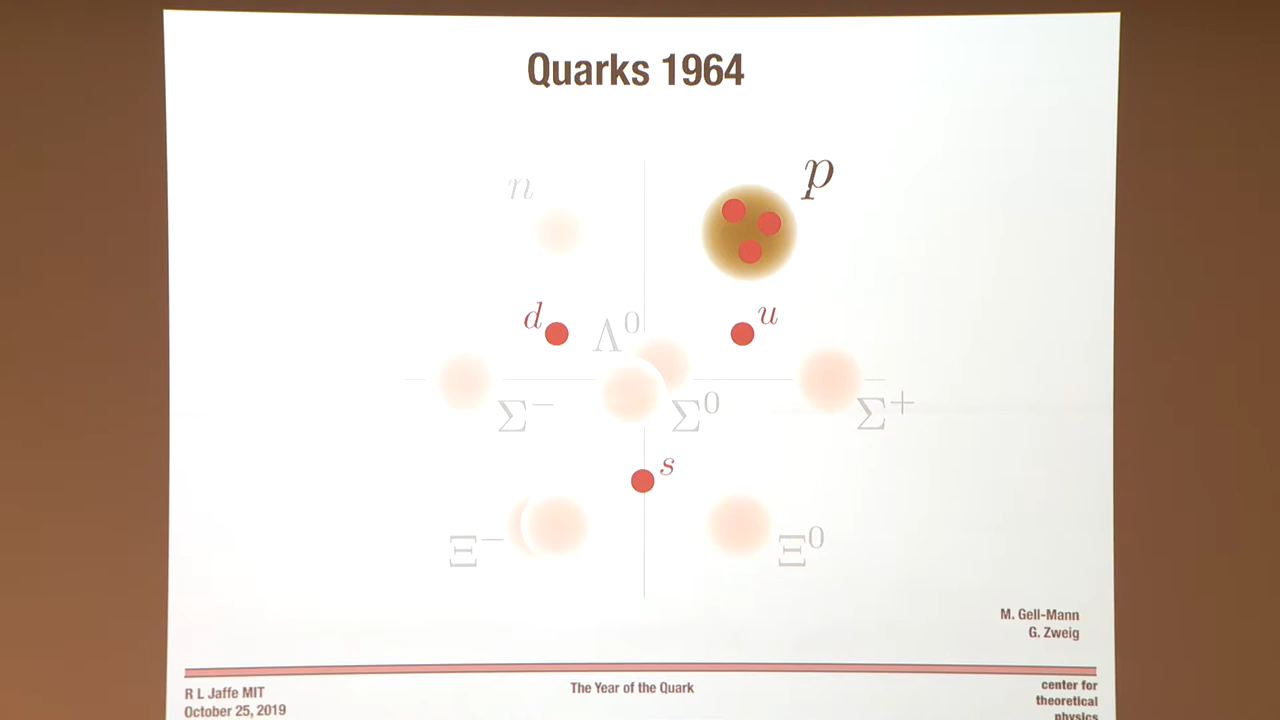 Quarks 1964
n
p
d
u
Λ⁰
Σ⁻
Σ⁰
Σ⁺
s
Ξ⁻
Ξ⁰
M. Gell-Mann
G. Zweig
R L Jaffe MIT
October 25, 2019
The Year of the Quark
center for
theoretical
physics